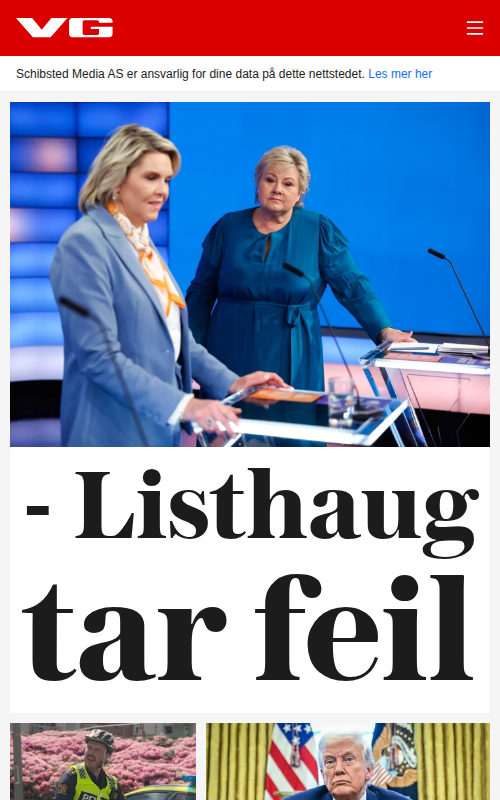 VG
Schibsted Media AS er ansvarlig for dine data på dette nettstedet. Les mer her
- Listhaug
tar feil